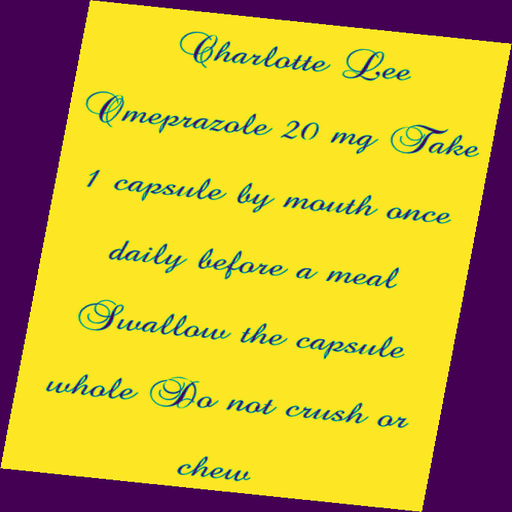 Charlotte Lee
Omeprazole 20 mg Take
1 capsule by mouth once
daily before a meal
Swallow the capsule
whole Do not crush or
chew